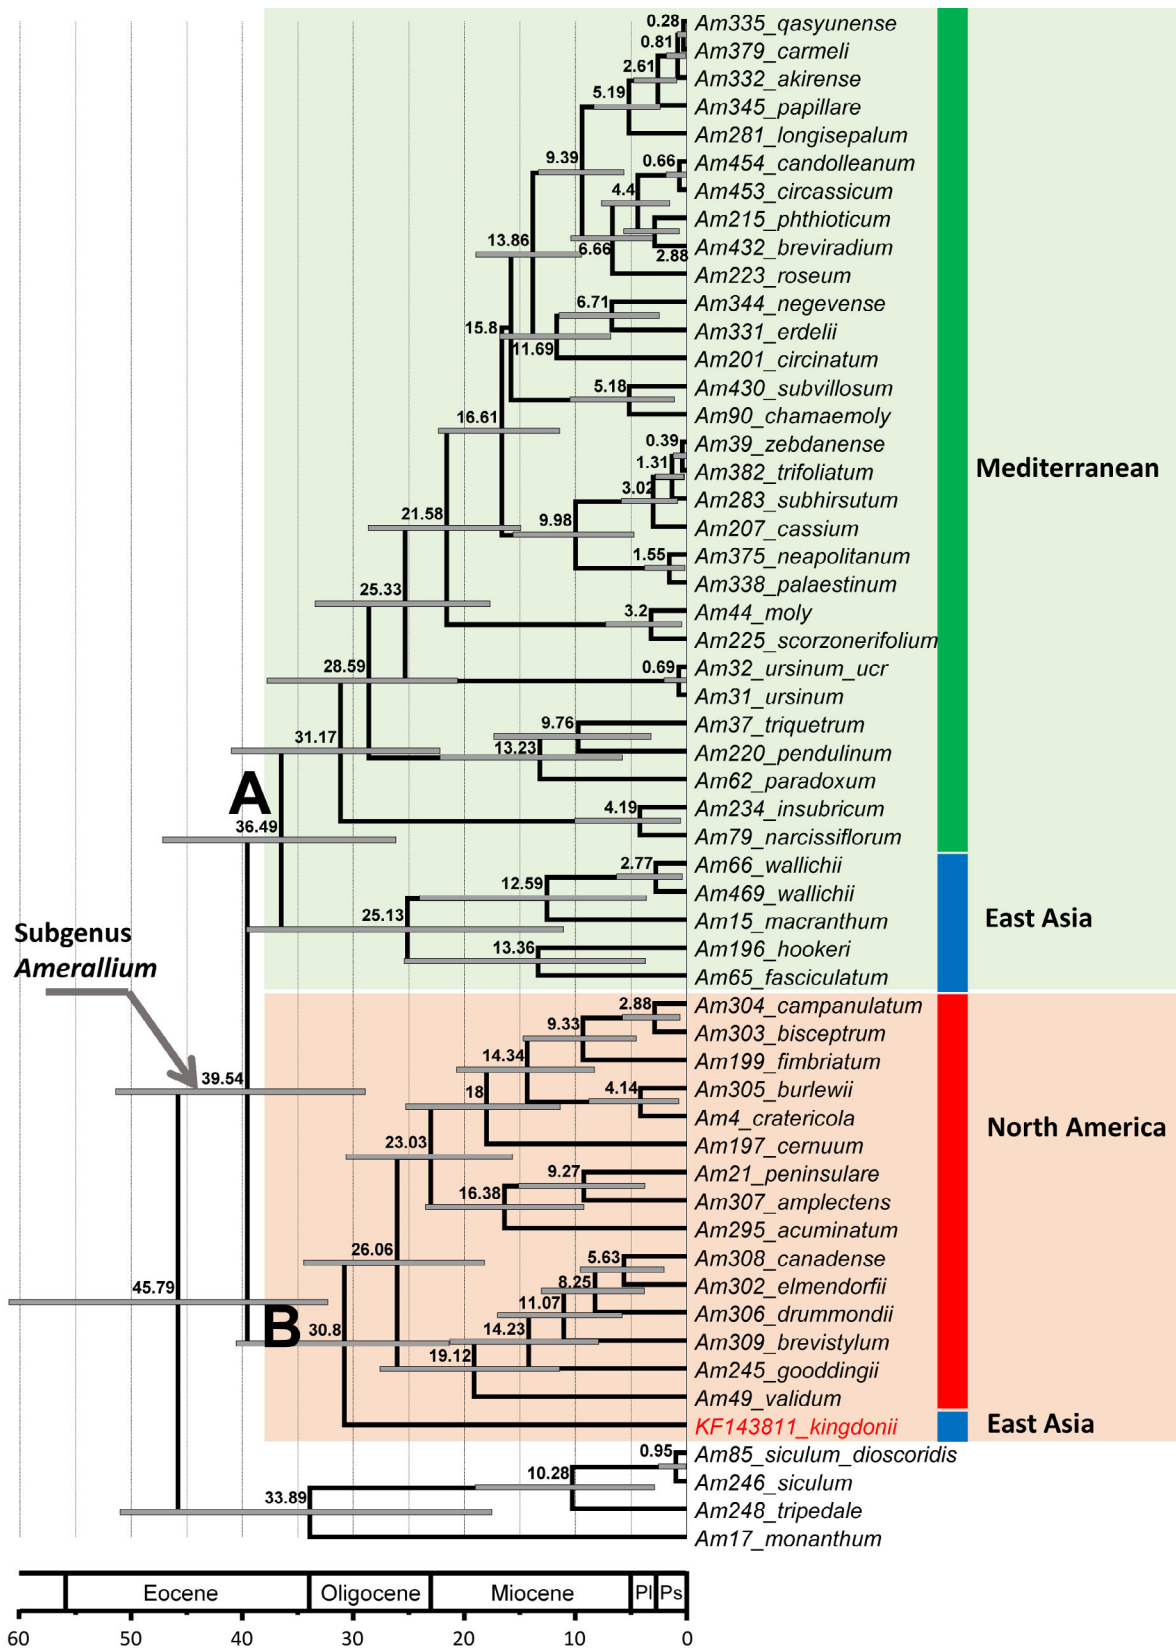 0.28
Am335_qasyunense
0.81
Am379_carmeli
2.61
Am332_akirense
5.19
Am345_papillare
Am281_longisepalum
9.39
0.66
Am454_candolleanum
4.4
Am453_circassicum
Am215_phthioticum
13.86
6.66
2.88
Am432_breviradium
Am223_roseum
6.71
Am344_negevense
15.8
11.69
Am331_erdelii
Am201_circinatum
5.18
Am430_subvillosum
16.61
Am90_chamaemoly
0.39
Am39_zebdanense
1.31
Am382_trifoliatum
Mediterranean
3.02
Am283_subhirsutum
21.58
9.98
Am207_cassium
1.55
Am375_neapolitanum
25.33
Am338_palaestinum
3.2
Am44_moly
Am225_scorzonerifolium
28.59
0.69
Am32_ursinum_ucr
Am31_ursinum
31.17
9.76
Am37_triquetrum
13.23
Am220_pendulinum
Am62_paradoxum
A
4.19
Am234_insubricum
36.49
Am79_narcissiflorum
2.77
Am66_wallichii
12.59
Am469_wallichii
25.13
Am15_macranthum
East Asia
Subgenus
Amerallium
13.36
Am196_hookeri
Am65_fasciculatum
2.88
Am304_campanulatum
9.33
Am303_bisceptrum
14.34
Am199_fimbriatum
39.54
18
4.14
Am305_burlewii
Am4_cratericola
North America
23.03
Am197_cernuum
9.27
Am21_peninsulare
16.38
Am307_amplectens
Am295_acuminatum
26.06
5.63
Am308_canadense
45.79
8.25
Am302_elmendorfii
11.07
Am306_drummondii
B
30.8
14.23
Am309_brevistylum
19.12
Am245_gooddingii
Am49_validum
KF143811_kingdonii
East Asia
0.95
Am85_siculum_dioscoridis
10.28
Am246_siculum
33.89
Am248_tripedale
Am17_monanthum
Eocene Oligocene Miocene Pl Ps
60 50 40 30 20 10 0